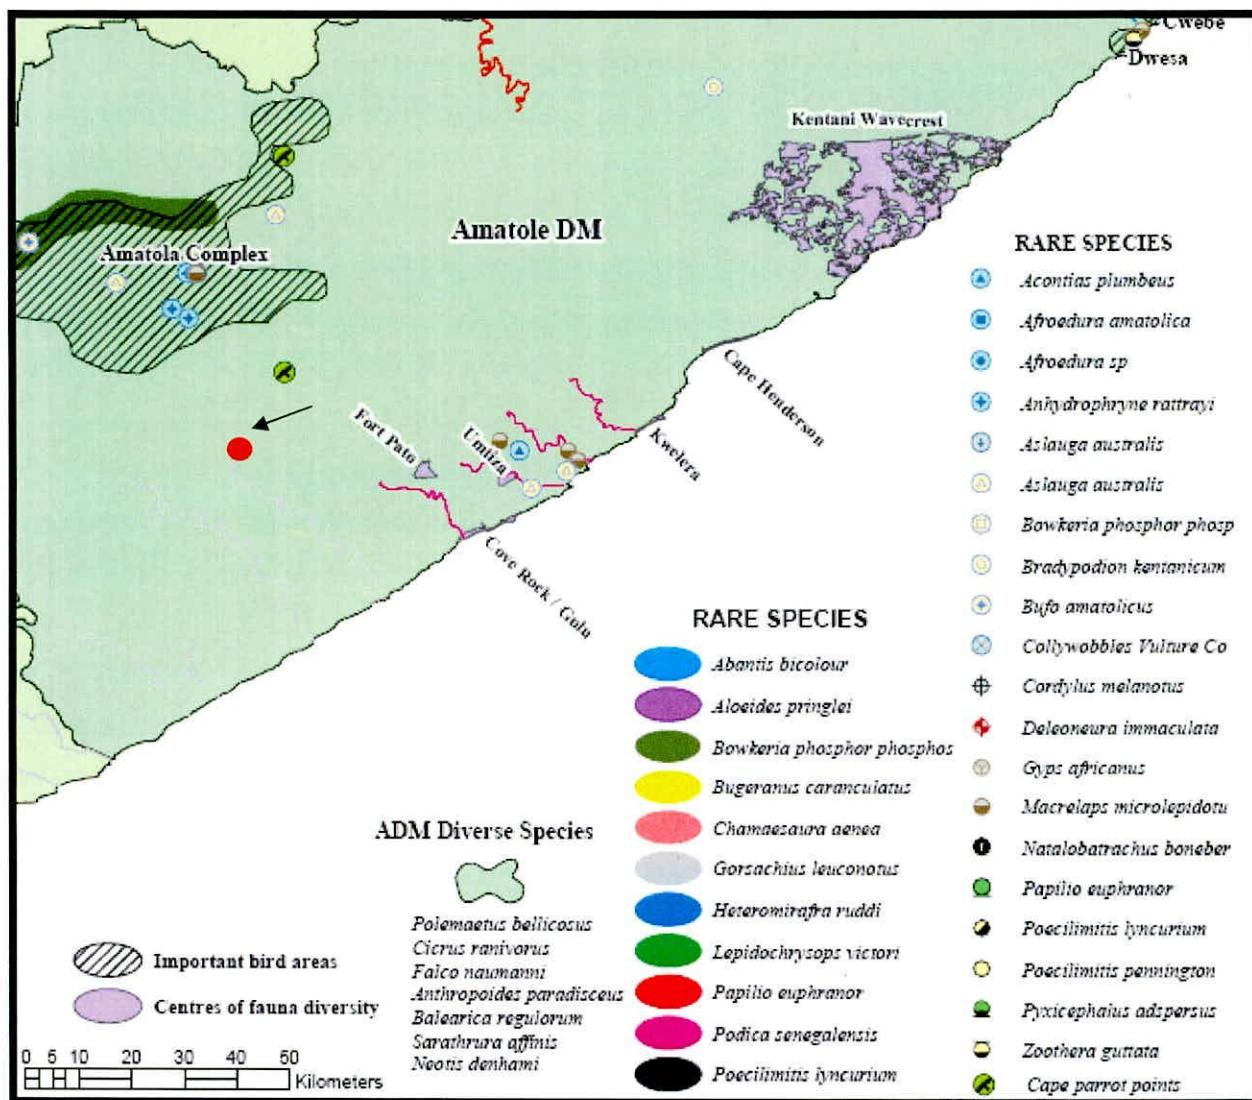 Cwebe
Dwesa
Kentani Wavecrest
Amatole DM
Amatola Complex
Cape Henderson
Fort Pato
Umtiza
Kwelera
Cove Rock / Gulu
RARE SPECIES
Acontias plumbeus
Afroedura amatolica
Afroedura sp
Anhydrophryne rattrayi
Aslauga australis
Aslauga australis
Bowkeria phosphor phosp
Bradypodion kentanicum
Bufo amatolicus
Collywobbles Vulture Co
Cordylus melanotus
Deleoneura immaculata
Gyps africanus
Macrelaps microlepidotu
Natalobatrachus boneber
Papilio euphranor
Poecilimitis lyncurium
Poecilimitis pennington
Pyxicephalus adspersus
Zoothera guttata
Cape parrot points
RARE SPECIES
Abantis bicolour
Aloeides pringlei
Bowkeria phosphor phosphos
Bugeranus caranculatus
Chamaesaura aenea
Gorsachius leuconotus
Heteromirafra ruddi
Lepidochrysops victori
Papilio euphranor
Podica senegalensis
Poecilimitis lyncurium
ADM Diverse Species
Polemaetus bellicosus
Cicrus ranivorus
Falco naumanni
Anthropoides paradisceus
Balearica regulorum
Sarathrura affinis
Neotis denhami
Important bird areas
Centres of fauna diversity
0 5 10 20 30 40 50
Kilometers